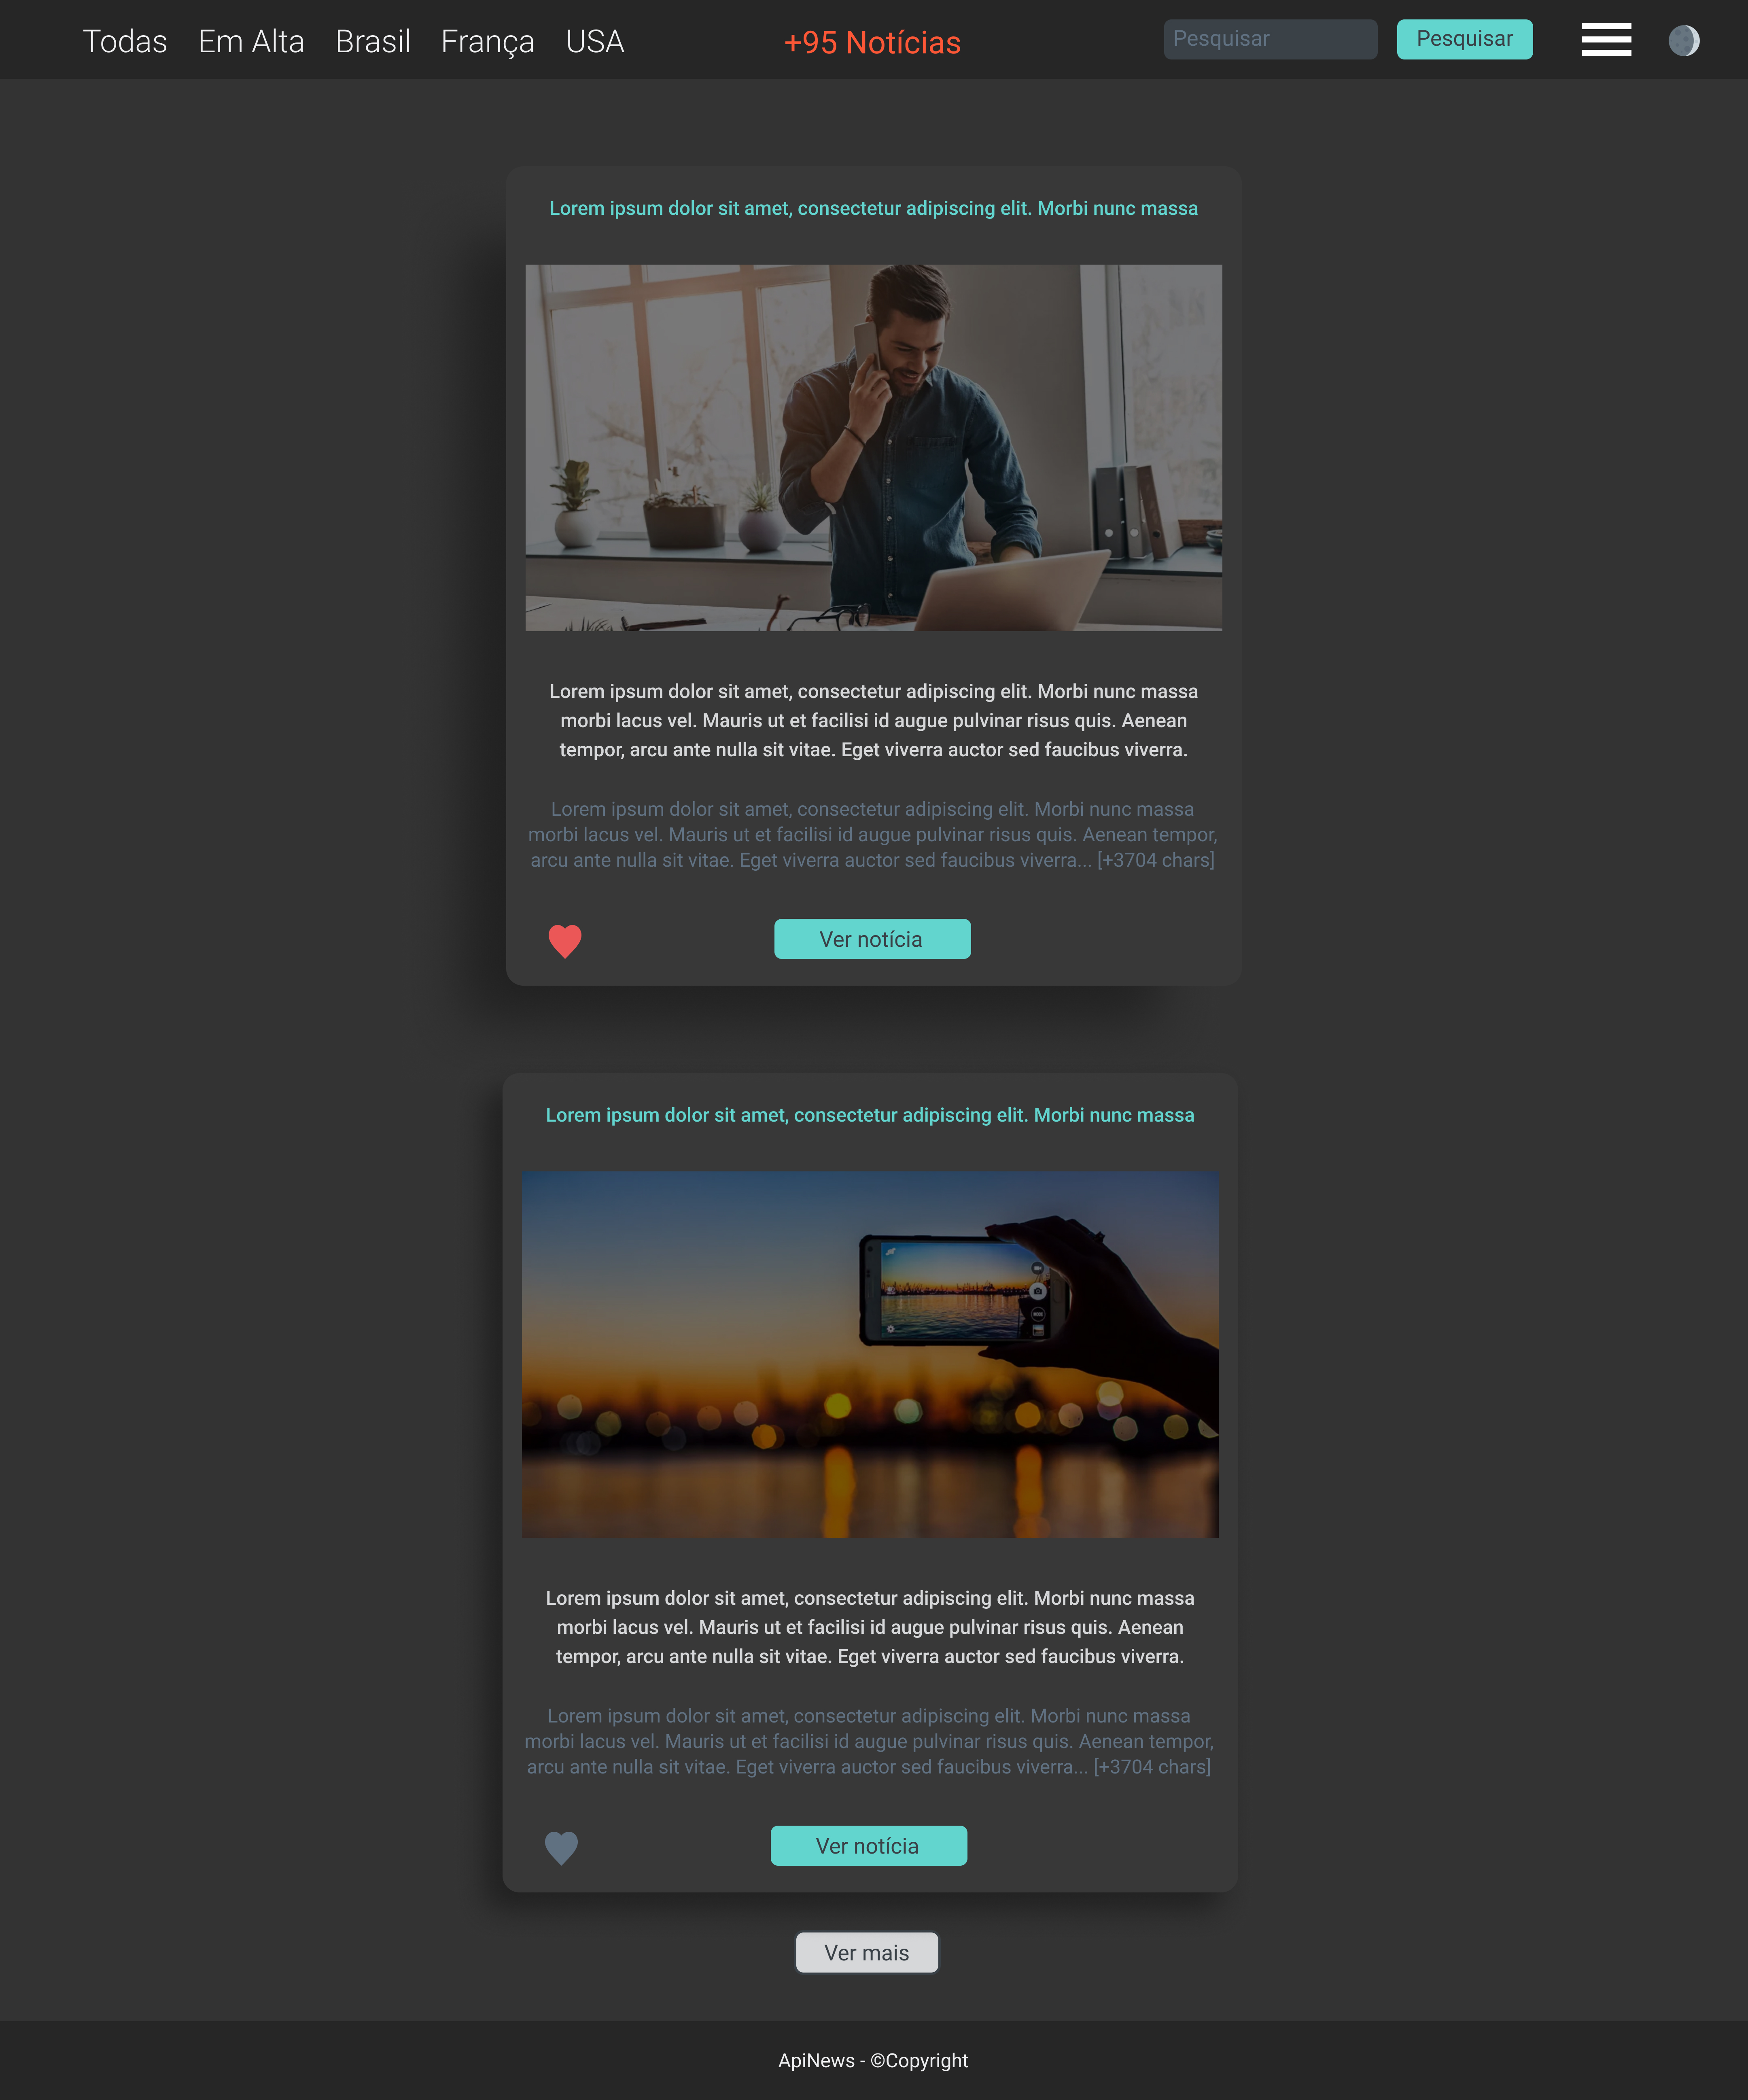 Todas Em Alta Brasil França USA +95 Notícias Pesquisar Pesquisar
Lorem ipsum dolor sit amet, consectetur adipiscing elit. Morbi nunc massa
Lorem ipsum dolor sit amet, consectetur adipiscing elit. Morbi nunc massa
morbi lacus vel. Mauris ut et facilisi id augue pulvinar risus quis. Aenean
tempor, arcu ante nulla sit vitae. Eget viverra auctor sed faucibus viverra.
Lorem ipsum dolor sit amet, consectetur adipiscing elit. Morbi nunc massa
morbi lacus vel. Mauris ut et facilisi id augue pulvinar risus quis. Aenean tempor,
arcu ante nulla sit vitae. Eget viverra auctor sed faucibus viverra... [+3704 chars]
Ver notícia
Lorem ipsum dolor sit amet, consectetur adipiscing elit. Morbi nunc massa
Lorem ipsum dolor sit amet, consectetur adipiscing elit. Morbi nunc massa
morbi lacus vel. Mauris ut et facilisi id augue pulvinar risus quis. Aenean
tempor, arcu ante nulla sit vitae. Eget viverra auctor sed faucibus viverra.
Lorem ipsum dolor sit amet, consectetur adipiscing elit. Morbi nunc massa
morbi lacus vel. Mauris ut et facilisi id augue pulvinar risus quis. Aenean tempor,
arcu ante nulla sit vitae. Eget viverra auctor sed faucibus viverra... [+3704 chars]
Ver notícia
Ver mais
ApiNews - ©Copyright